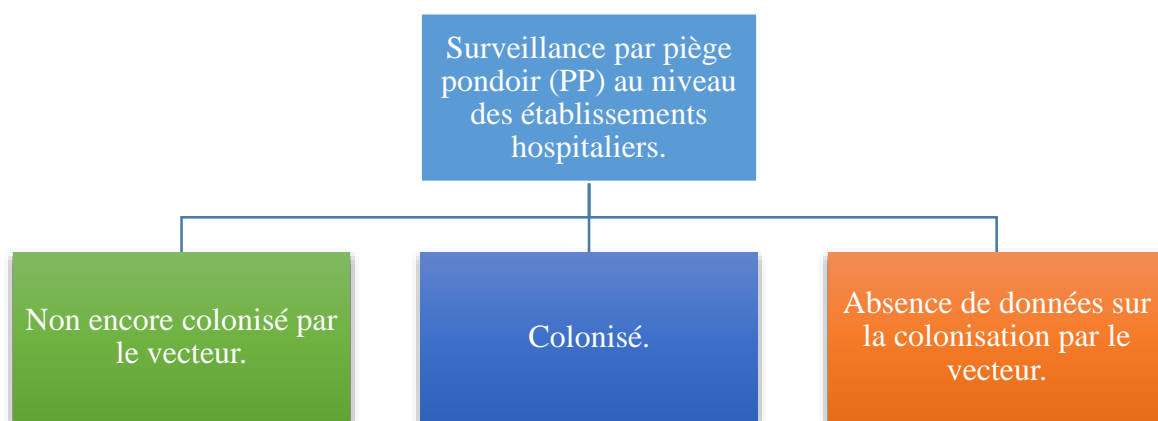 Surveillance par piège
pondoir (PP) au niveau
des établissements
hospitaliers.
Non encore colonisé par
le vecteur.
Colonisé.
Absence de données sur
la colonisation par le
vecteur.